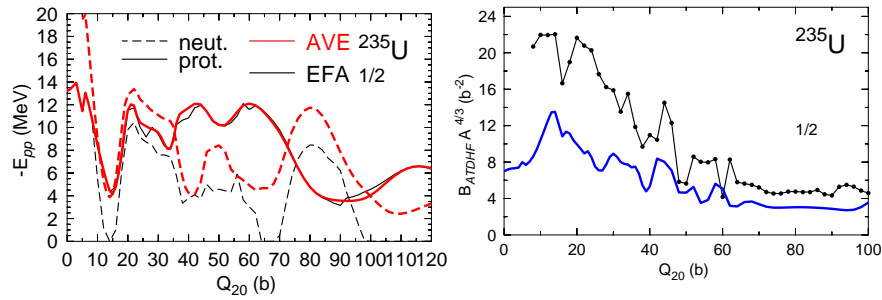 -E_pp (MeV)
20
18
16
14
12
10
8
6
4
2
0
neut. AVE ²³⁵U
prot. EFA 1/2
0 10 20 30 40 50 60 70 80 90 100 110 120
Q₂₀ (b)
B_ATDHF A^4/3 (b⁻²)
24
20
16
12
8
4
0
²³⁵U
1/2
0 20 40 60 80 100
Q₂₀ (b)